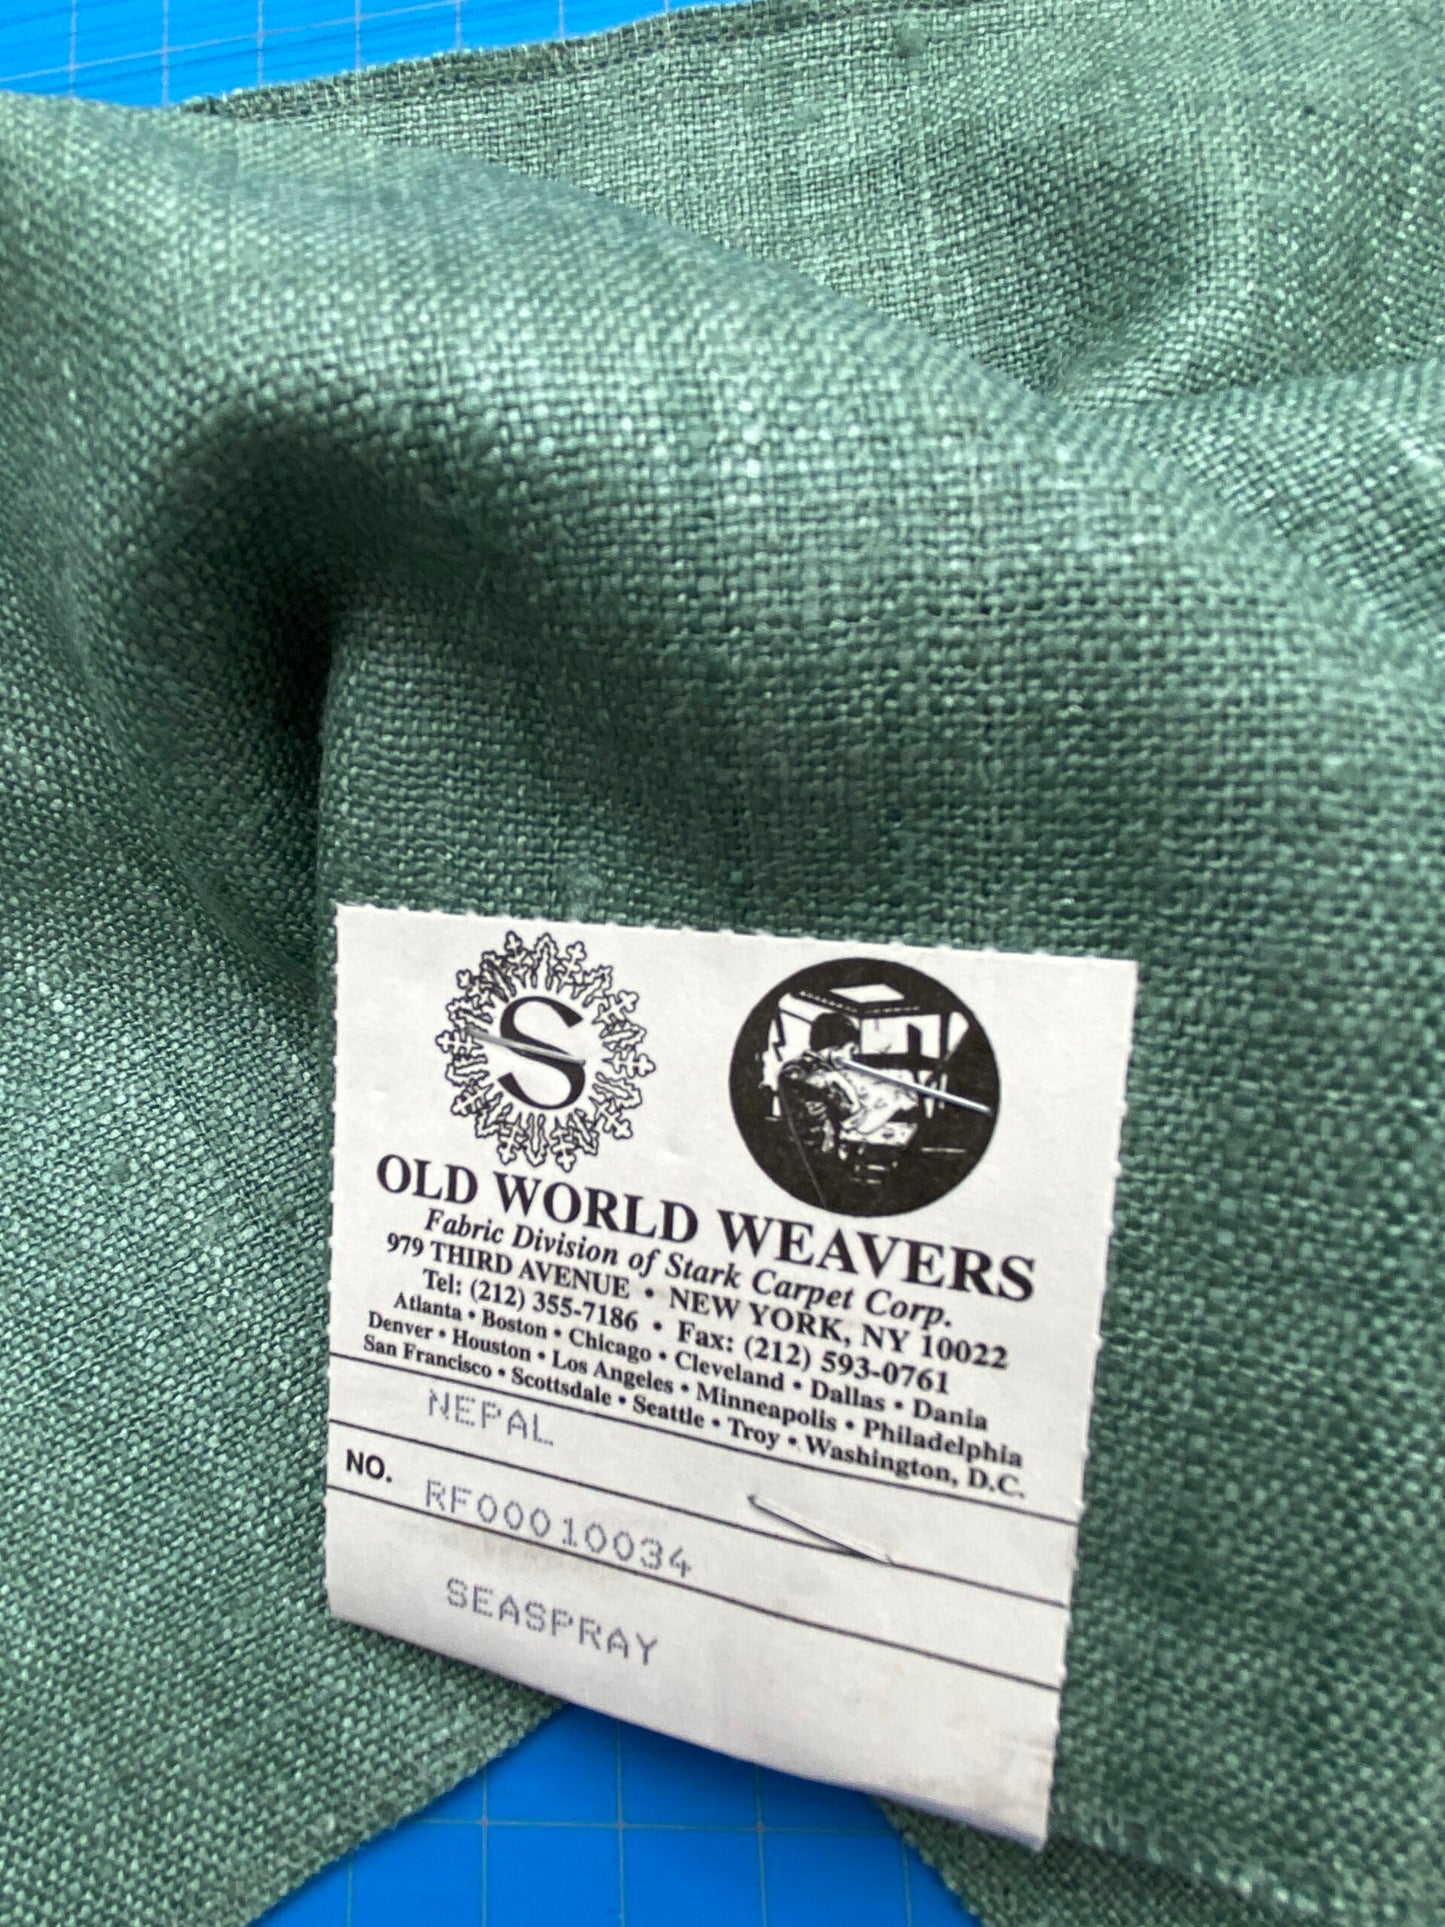 S
OLD WORLD WEAVERS
Fabric Division of Stark Carpet Corp.
979 THIRD AVENUE • NEW YORK, NY 10022
Tel: (212) 355-7186 • Fax: (212) 593-0761
Atlanta • Boston • Chicago • Cleveland • Dallas • Dania
Denver • Houston • Los Angeles • Minneapolis • Philadelphia
San Francisco • Scottsdale • Seattle • Troy • Washington, D.C.
NEPAL
NO. RF00010034
SEASPRAY